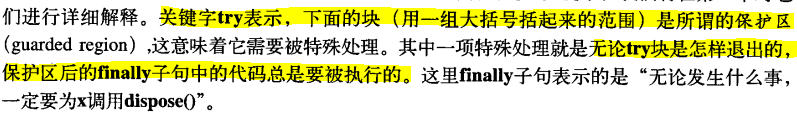 们进行详细解释。关键字try表示，下面的块（用一组大括号括起来的范围）是所谓的保护区
(guarded region) ,这意味着它需要被特殊处理。其中一项特殊处理就是无论try块是怎样退出的，
保护区后的finally子句中的代码总是要被执行的。这里finally子句表示的是“无论发生什么事，
一定要为x调用dispose()”。